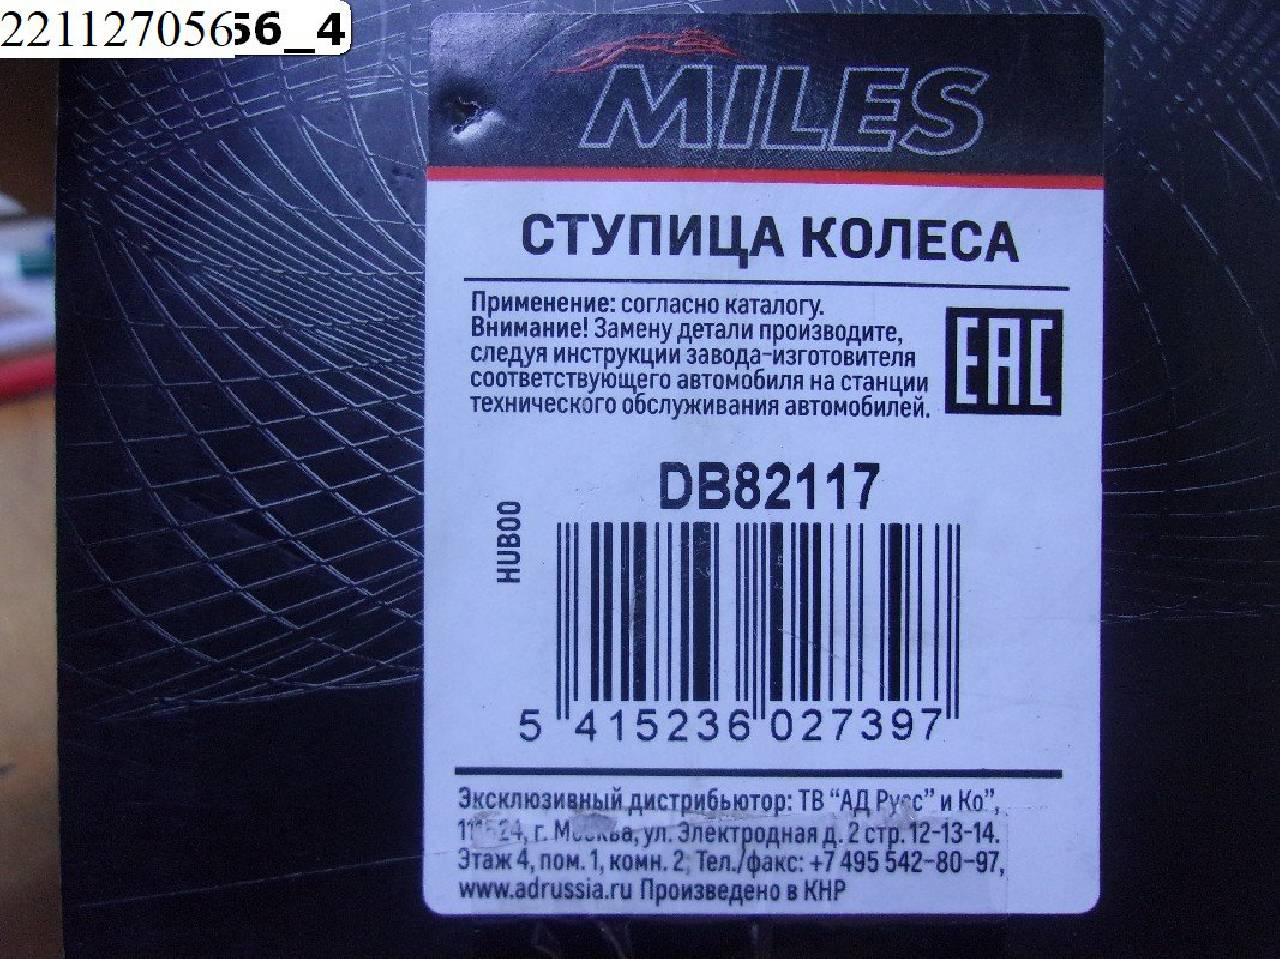 22112705656_4
MILES
СТУПИЦА КОЛЕСА
Применение: согласно каталогу.
Внимание! Замену детали производите,
следуя инструкции завода-изготовителя
соответствующего автомобиля на станции
технического обслуживания автомобилей.
EAC
DB82117
HUB00
5 415236 027397
Эксклюзивный дистрибьютор: ТВ “АД Русс” и Ко”,
г. Москва, ул. Электродная д. 2 стр. 12-13-14.
Этаж 4, пом. 1, комн. 2, Тел./факс: +7 495 542-80-97,
www.adrussia.ru Произведено в КНР